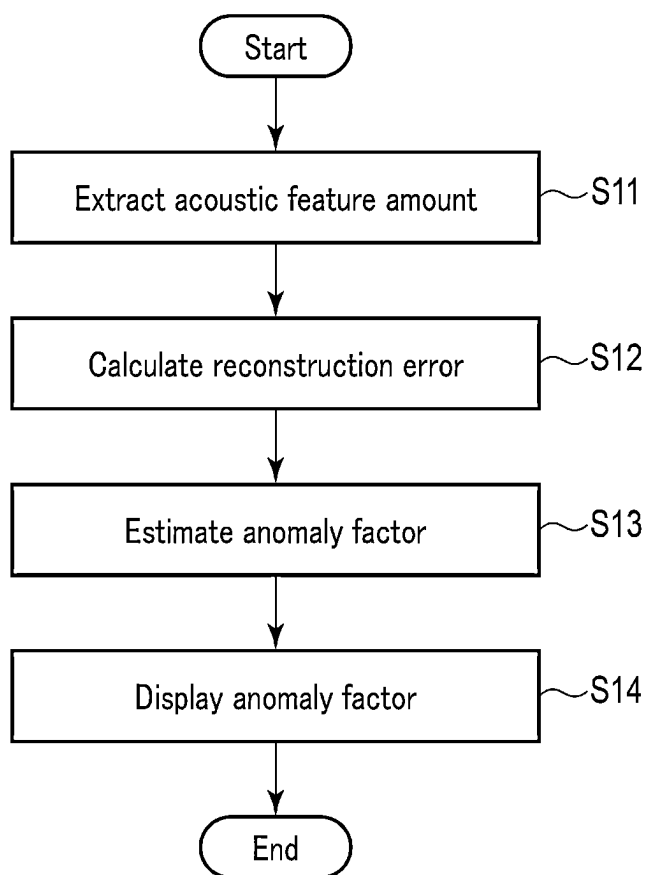 Start
Extract acoustic feature amount
S11
Calculate reconstruction error
S12
Estimate anomaly factor
S13
Display anomaly factor
S14
End